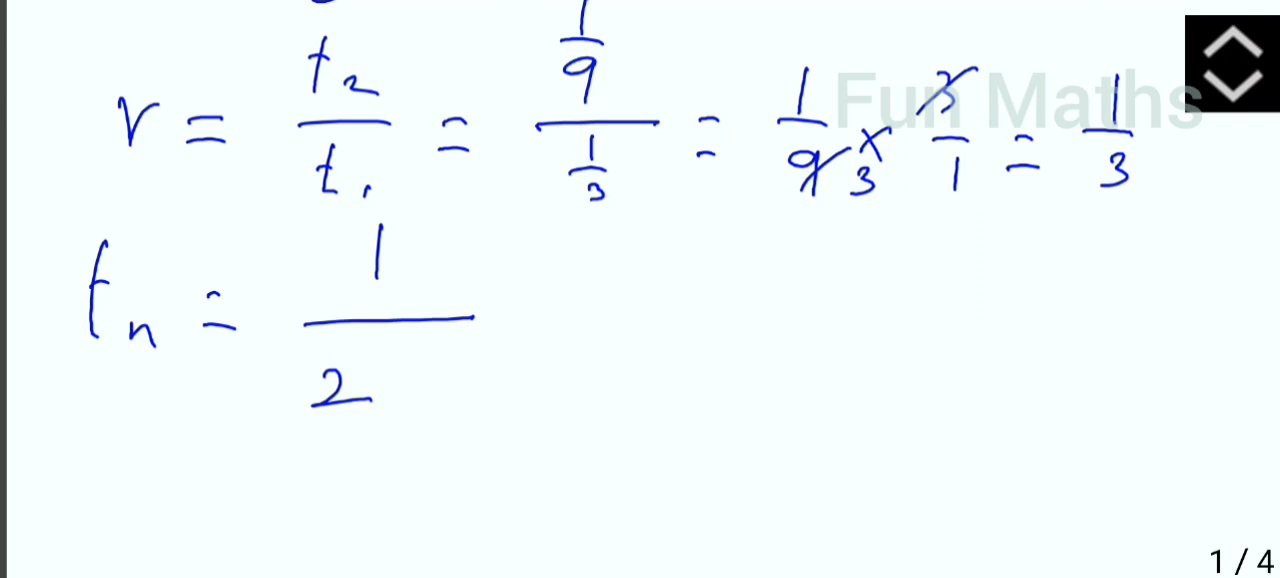 r = t₂/t₁ = (1/9)/(1/3) = 1/9 3 × 3/1 = 1/3
Fun Maths
tₙ = 1/2
1 / 4